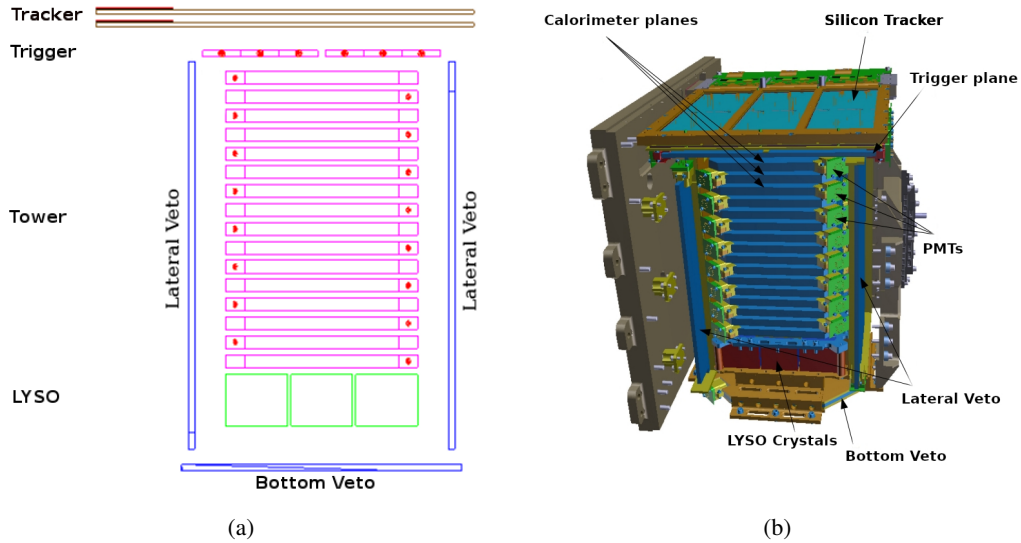 Tracker
Trigger
Tower
LYSO
Lateral Veto
Lateral Veto
Bottom Veto
(a)
Calorimeter planes
Silicon Tracker
Trigger plane
PMTs
Lateral Veto
LYSO Crystals
Bottom Veto
(b)